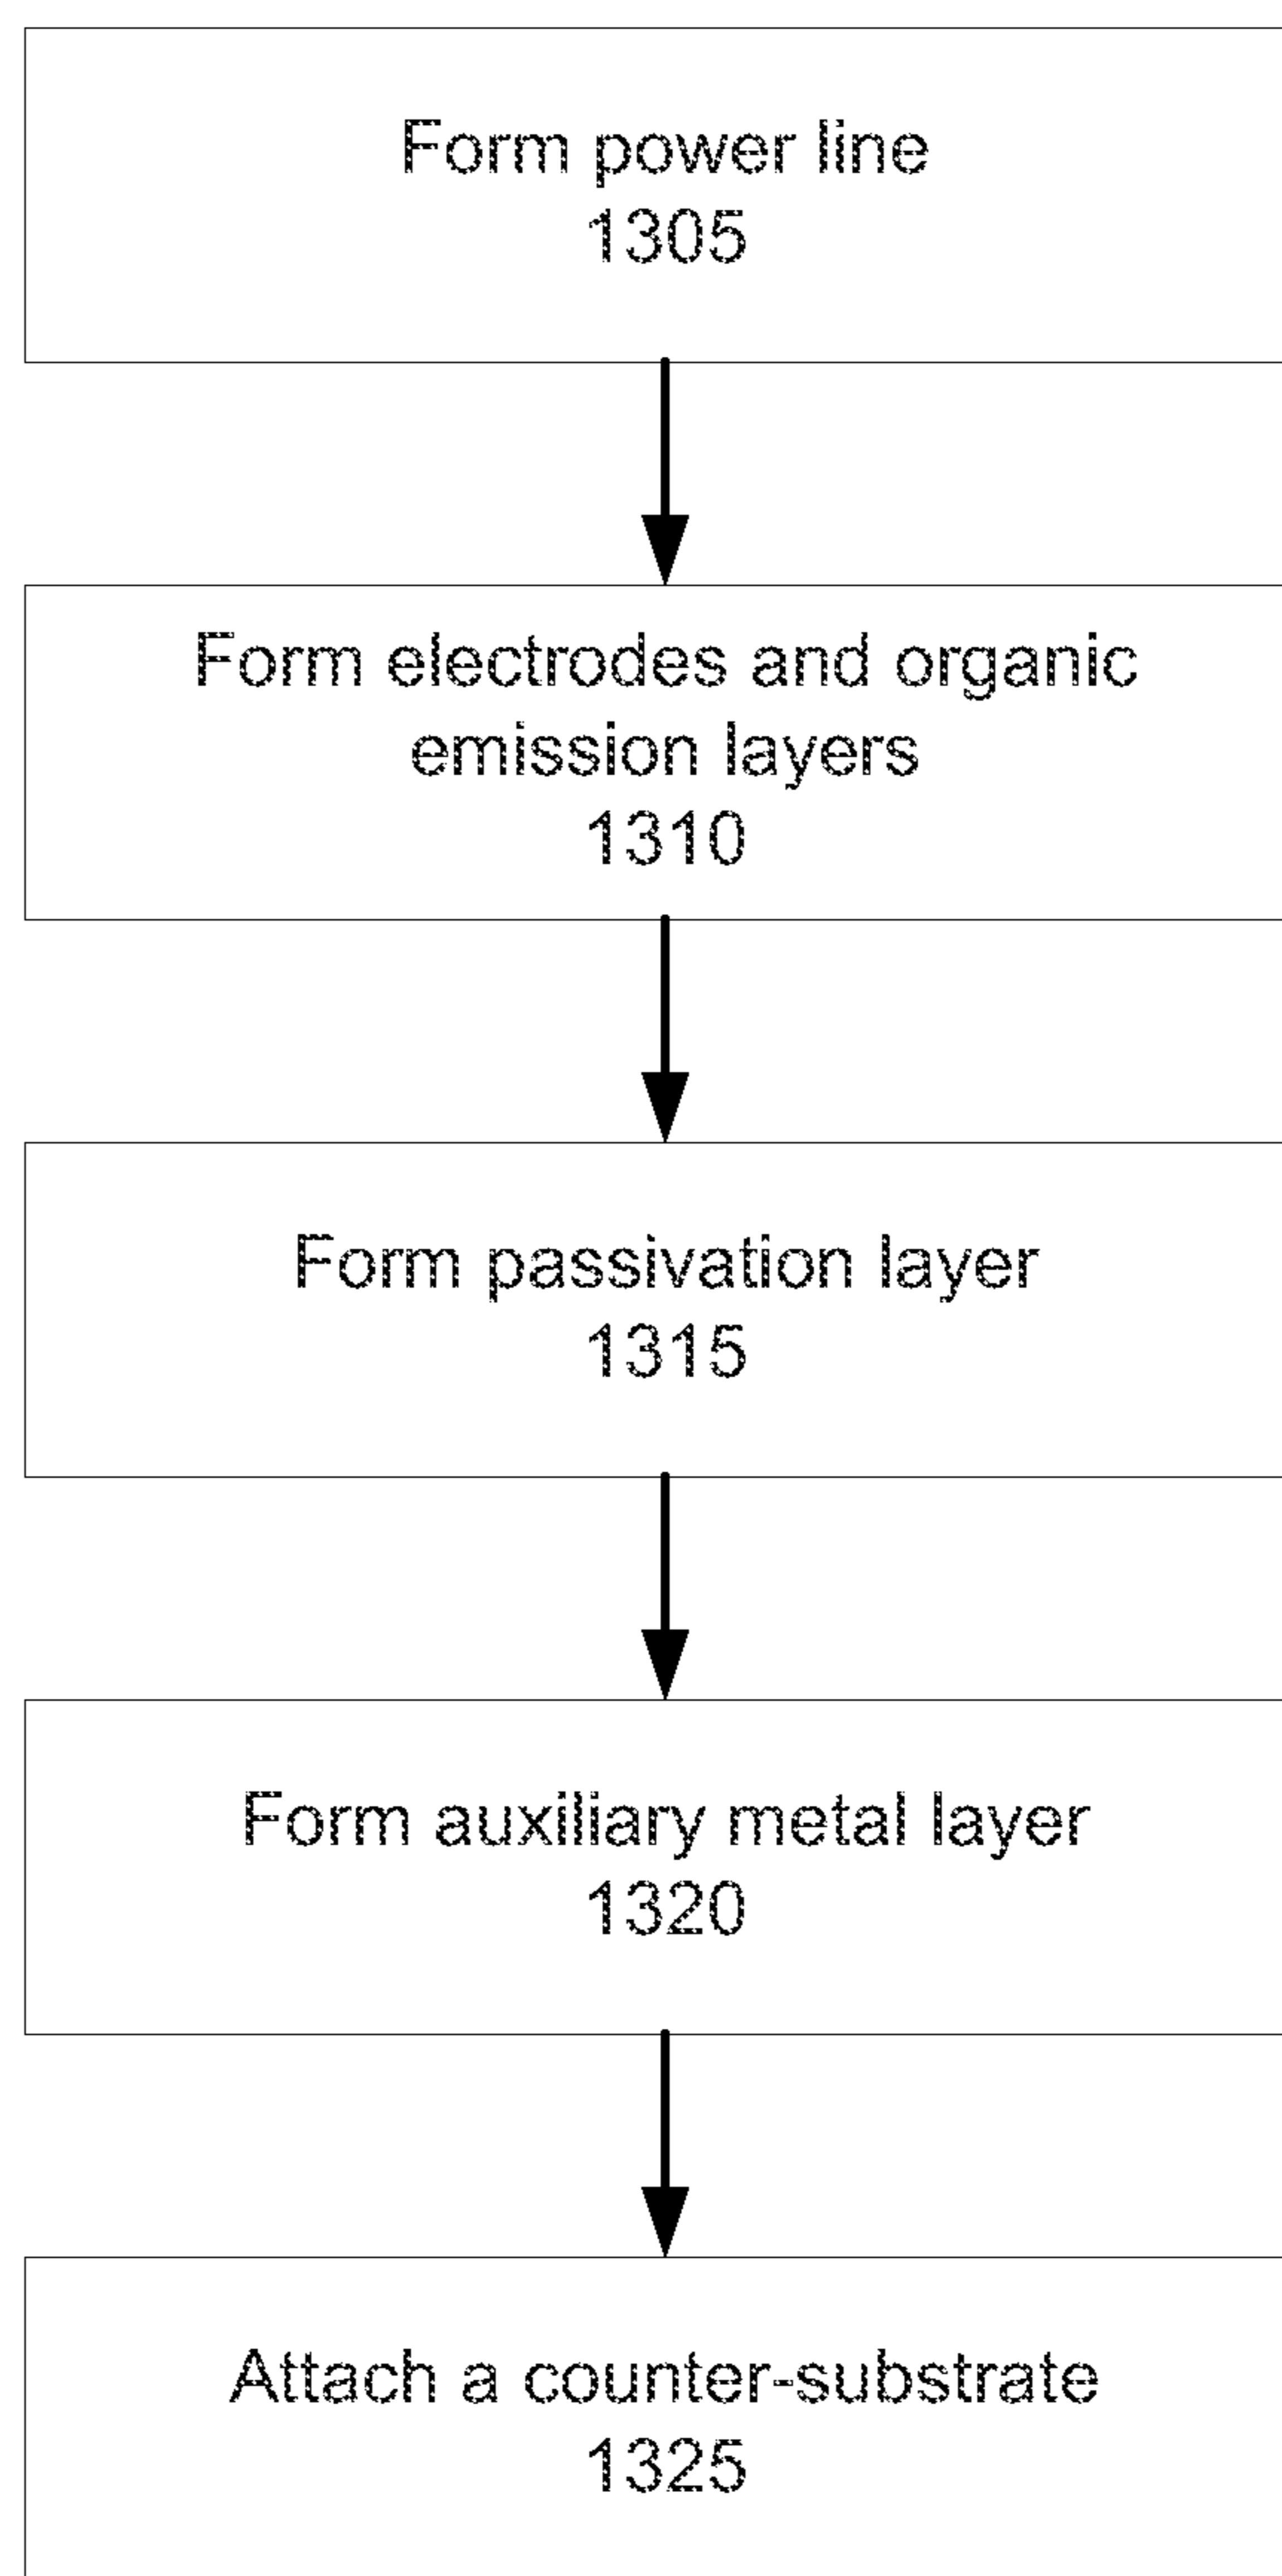 Form power line
1305
Form electrodes and organic
emission layers
1310
Form passivation layer
1315
Form auxiliary metal layer
1320
Attach a counter-substrate
1325